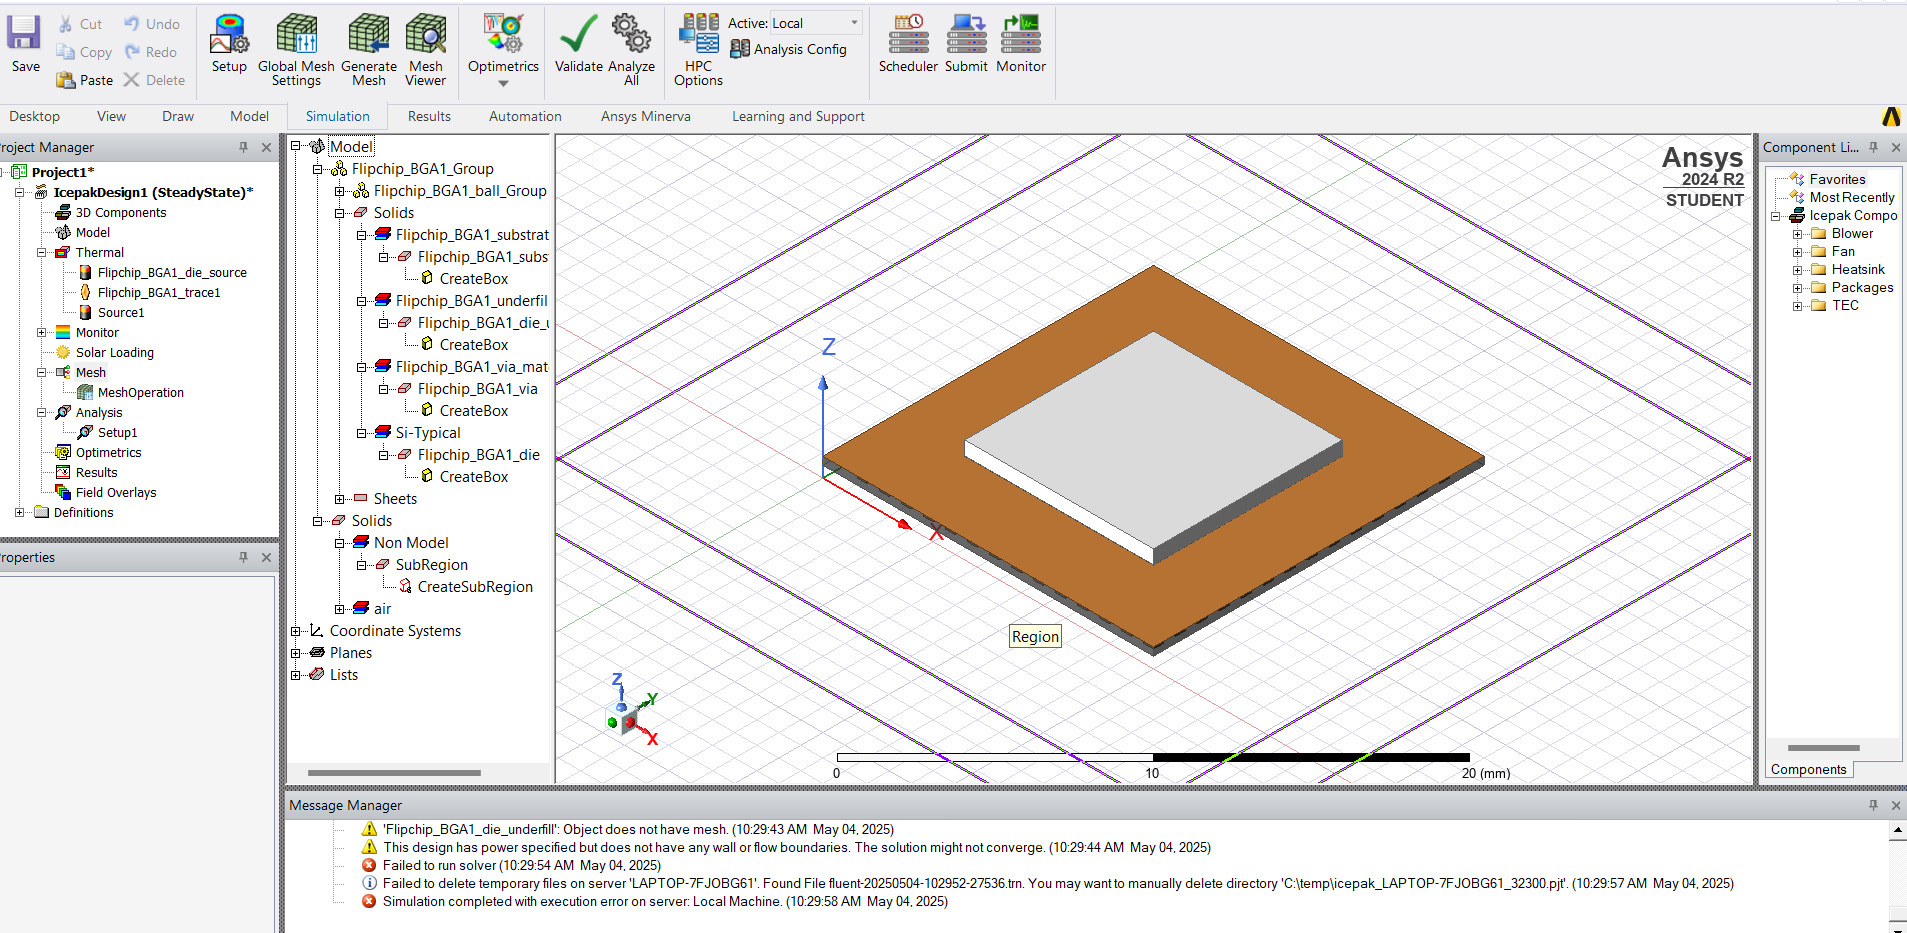 Save
Cut
Copy
Paste
Undo
Redo
Delete
Setup
Global Mesh
Settings
Generate
Mesh
Mesh
Viewer
Optimetrics
Validate
Analyze
All
HPC
Options
Active: Local
Analysis Config
Scheduler
Submit
Monitor
Desktop
View
Draw
Model
Simulation
Results
Automation
Ansys Minerva
Learning and Support
roject Manager
Project1*
IcepakDesign1 (SteadyState)*
3D Components
Model
Thermal
Flipchip_BGA1_die_source
Flipchip_BGA1_trace1
Source1
Monitor
Solar Loading
Mesh
MeshOperation
Analysis
Setup1
Optimetrics
Results
Field Overlays
Definitions
roperties
Model
Flipchip_BGA1_Group
Flipchip_BGA1_ball_Group
Solids
Flipchip_BGA1_substrat
Flipchip_BGA1_subs
CreateBox
Flipchip_BGA1_underfil
Flipchip_BGA1_die_u
CreateBox
Flipchip_BGA1_via_mat
Flipchip_BGA1_via
CreateBox
Si-Typical
Flipchip_BGA1_die
CreateBox
Sheets
Solids
Non Model
SubRegion
CreateSubRegion
air
Coordinate Systems
Planes
Lists
Ansys
2024 R2
STUDENT
Z
X
Region
Z
Y
X
0
10
20 (mm)
Component Li...
Favorites
Most Recently
Icepak Compo
Blower
Fan
Heatsink
Packages
TEC
Components
Message Manager
'Flipchip_BGA1_die_underfill': Object does not have mesh. (10:29:43 AM May 04, 2025)
This design has power specified but does not have any wall or flow boundaries. The solution might not converge. (10:29:44 AM May 04, 2025)
Failed to run solver (10:29:54 AM May 04, 2025)
Failed to delete temporary files on server 'LAPTOP-7FJOBG61'. Found File fluent-20250504-102952-27536.trn. You may want to manually delete directory 'C:\temp\icepak_LAPTOP-7FJOBG61_32300.pjt'. (10:29:57 AM May 04, 2025)
Simulation completed with execution error on server: Local Machine. (10:29:58 AM May 04, 2025)